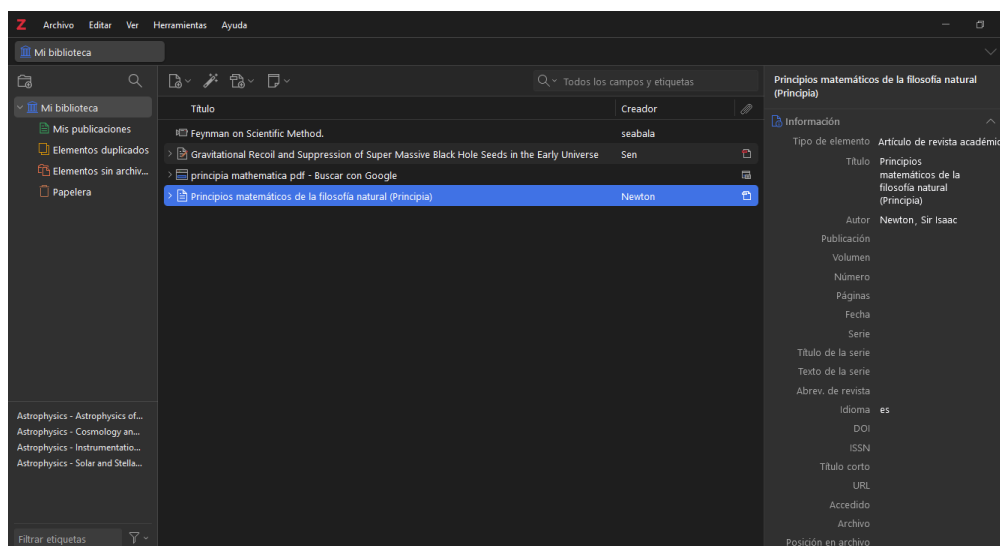 Z Archivo Editar Ver Herramientas Ayuda
Mi biblioteca
Todos los campos y etiquetas
Mi biblioteca
Mis publicaciones
Elementos duplicados
Elementos sin archiv...
Papelera
Astrophysics - Astrophysics of...
Astrophysics - Cosmology an...
Astrophysics - Instrumentatio...
Astrophysics - Solar and Stella...
Filtrar etiquetas
Título Creador
Feynman on Scientific Method. seabala
Gravitational Recoil and Suppression of Super Massive Black Hole Seeds in the Early Universe Sen
principia mathematica pdf - Buscar con Google
Principios matemáticos de la filosofía natural (Principia) Newton
Principios matemáticos de la filosofía natural
(Principia)
Información
Tipo de elemento Artículo de revista académic
Título Principios
matemáticos de la
filosofía natural
(Principia)
Autor Newton, Sir Isaac
Publicación
Volumen
Número
Páginas
Fecha
Serie
Título de la serie
Texto de la serie
Abrev. de revista
Idioma es
DOI
ISSN
Título corto
URL
Accedido
Archivo
Posición en archivo